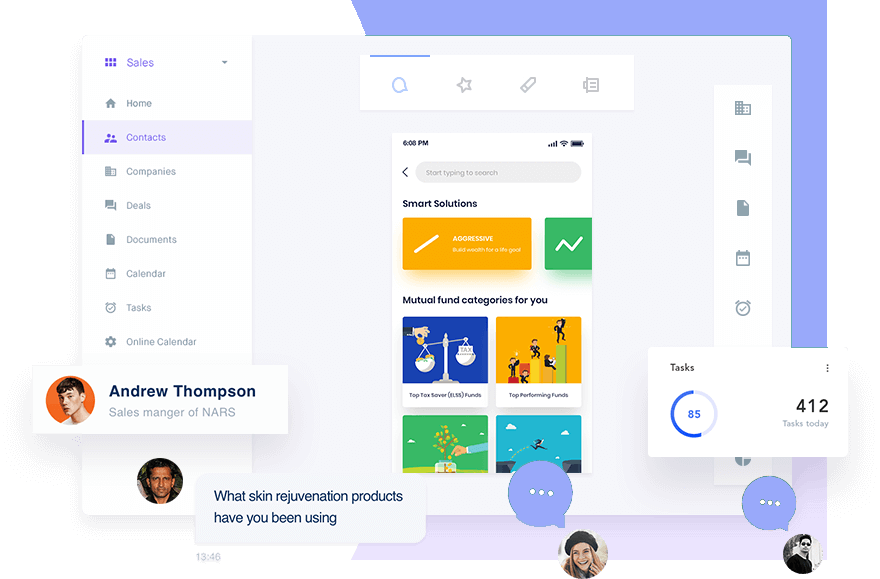 Sales
Home
Contacts
Companies
Deals
Documents
Calendar
Tasks
Online Calendar
Andrew Thompson
Sales manger of NARS
What skin rejuvenation products
have you been using
13:46
6:08 PM
Start typing to search
Smart Solutions
AGGRESSIVE
Build wealth for a life goal
Mutual fund categories for you
TAX
Top Tax Saver (ELSS) Funds
Top Performing Funds
Tasks
85
412
Tasks today